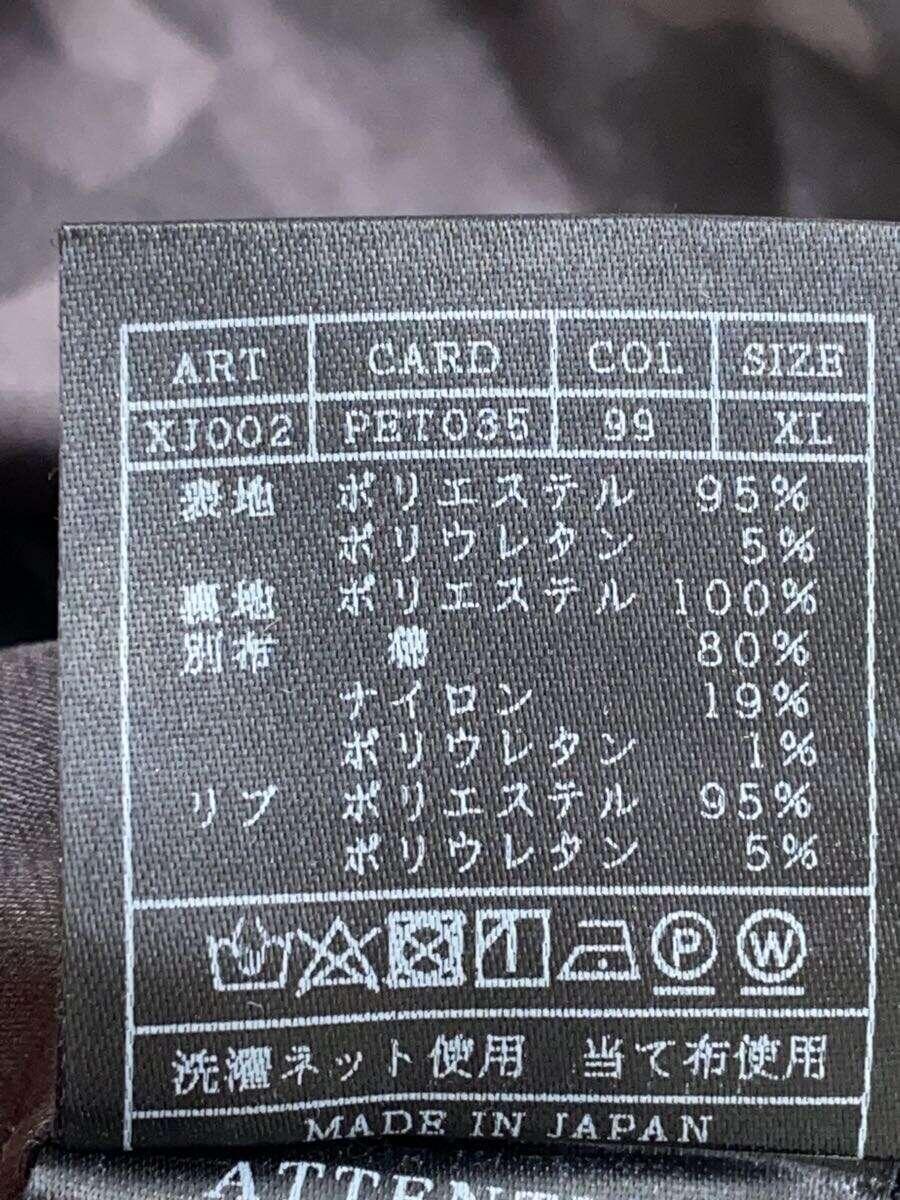 ART CARD COL SIZE
XJ002 PET035 99 XL
表地 ポリエステル 95%
ポリウレタン 5%
裏地 ポリエステル 100%
別布 綿 80%
ナイロン 19%
ポリウレタン 1%
リブ ポリエステル 95%
ポリウレタン 5%
P W
洗濯ネット使用 当て布使用
MADE IN JAPAN